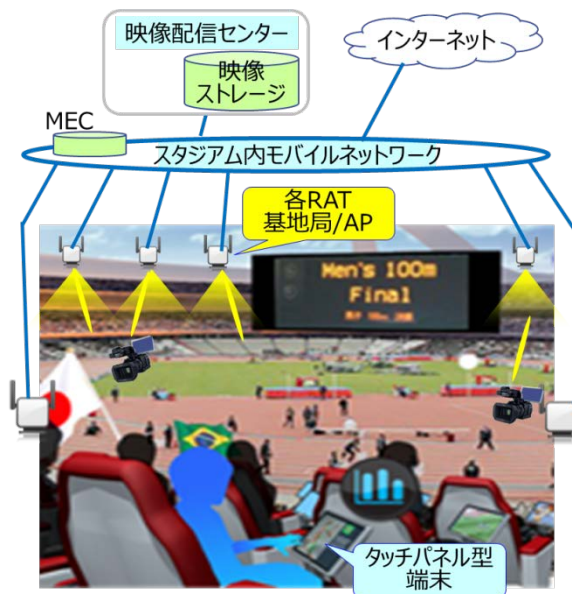 映像配信センター
映像
ストレージ
インターネット
MEC
スタジアム内モバイルネットワーク
各RAT
基地局/AP
Men's 100m
Final
タッチパネル型
端末